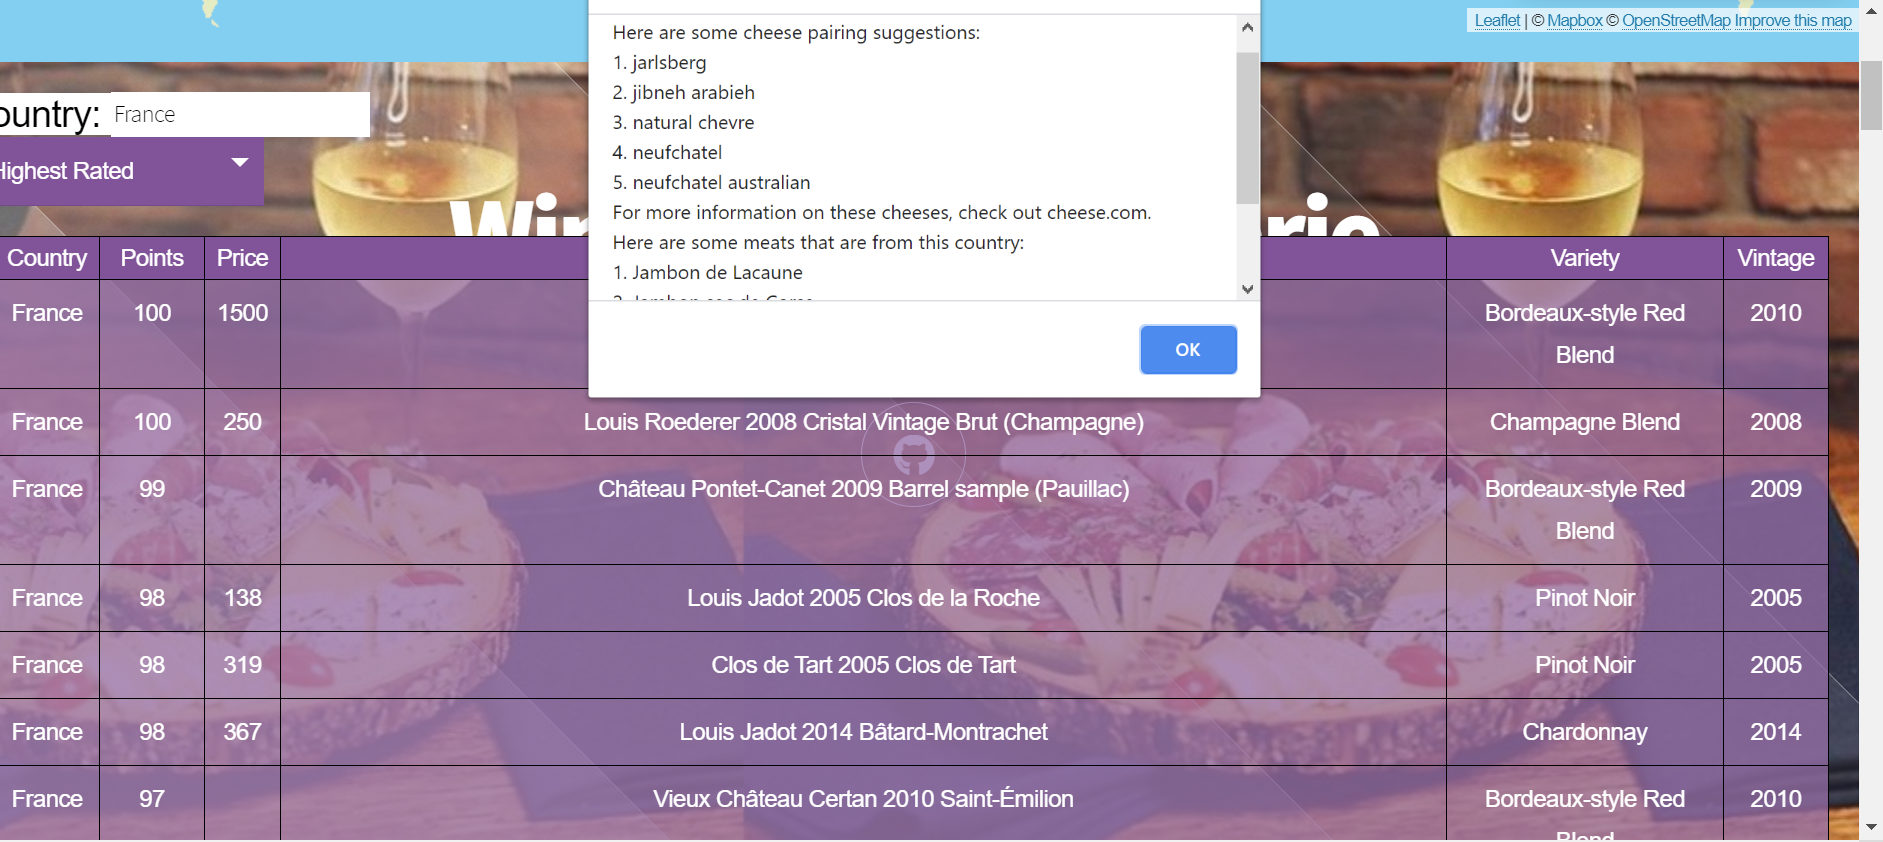 Leaflet | © Mapbox © OpenStreetMap Improve this map
Here are some cheese pairing suggestions:
1. jarlsberg
2. jibneh arabieh
3. natural chevre
4. neufchatel
5. neufchatel australian
For more information on these cheeses, check out cheese.com.
Here are some meats that are from this country:
1. Jambon de Lacaune
OK
ountry: France
Highest Rated
Country Points Price Variety Vintage
France 100 1500 Bordeaux-style Red Blend 2010
France 100 250 Louis Roederer 2008 Cristal Vintage Brut (Champagne) Champagne Blend 2008
France 99 Château Pontet-Canet 2009 Barrel sample (Pauillac) Bordeaux-style Red Blend 2009
France 98 138 Louis Jadot 2005 Clos de la Roche Pinot Noir 2005
France 98 319 Clos de Tart 2005 Clos de Tart Pinot Noir 2005
France 98 367 Louis Jadot 2014 Bâtard-Montrachet Chardonnay 2014
France 97 Vieux Château Certan 2010 Saint-Émilion Bordeaux-style Red Blend 2010